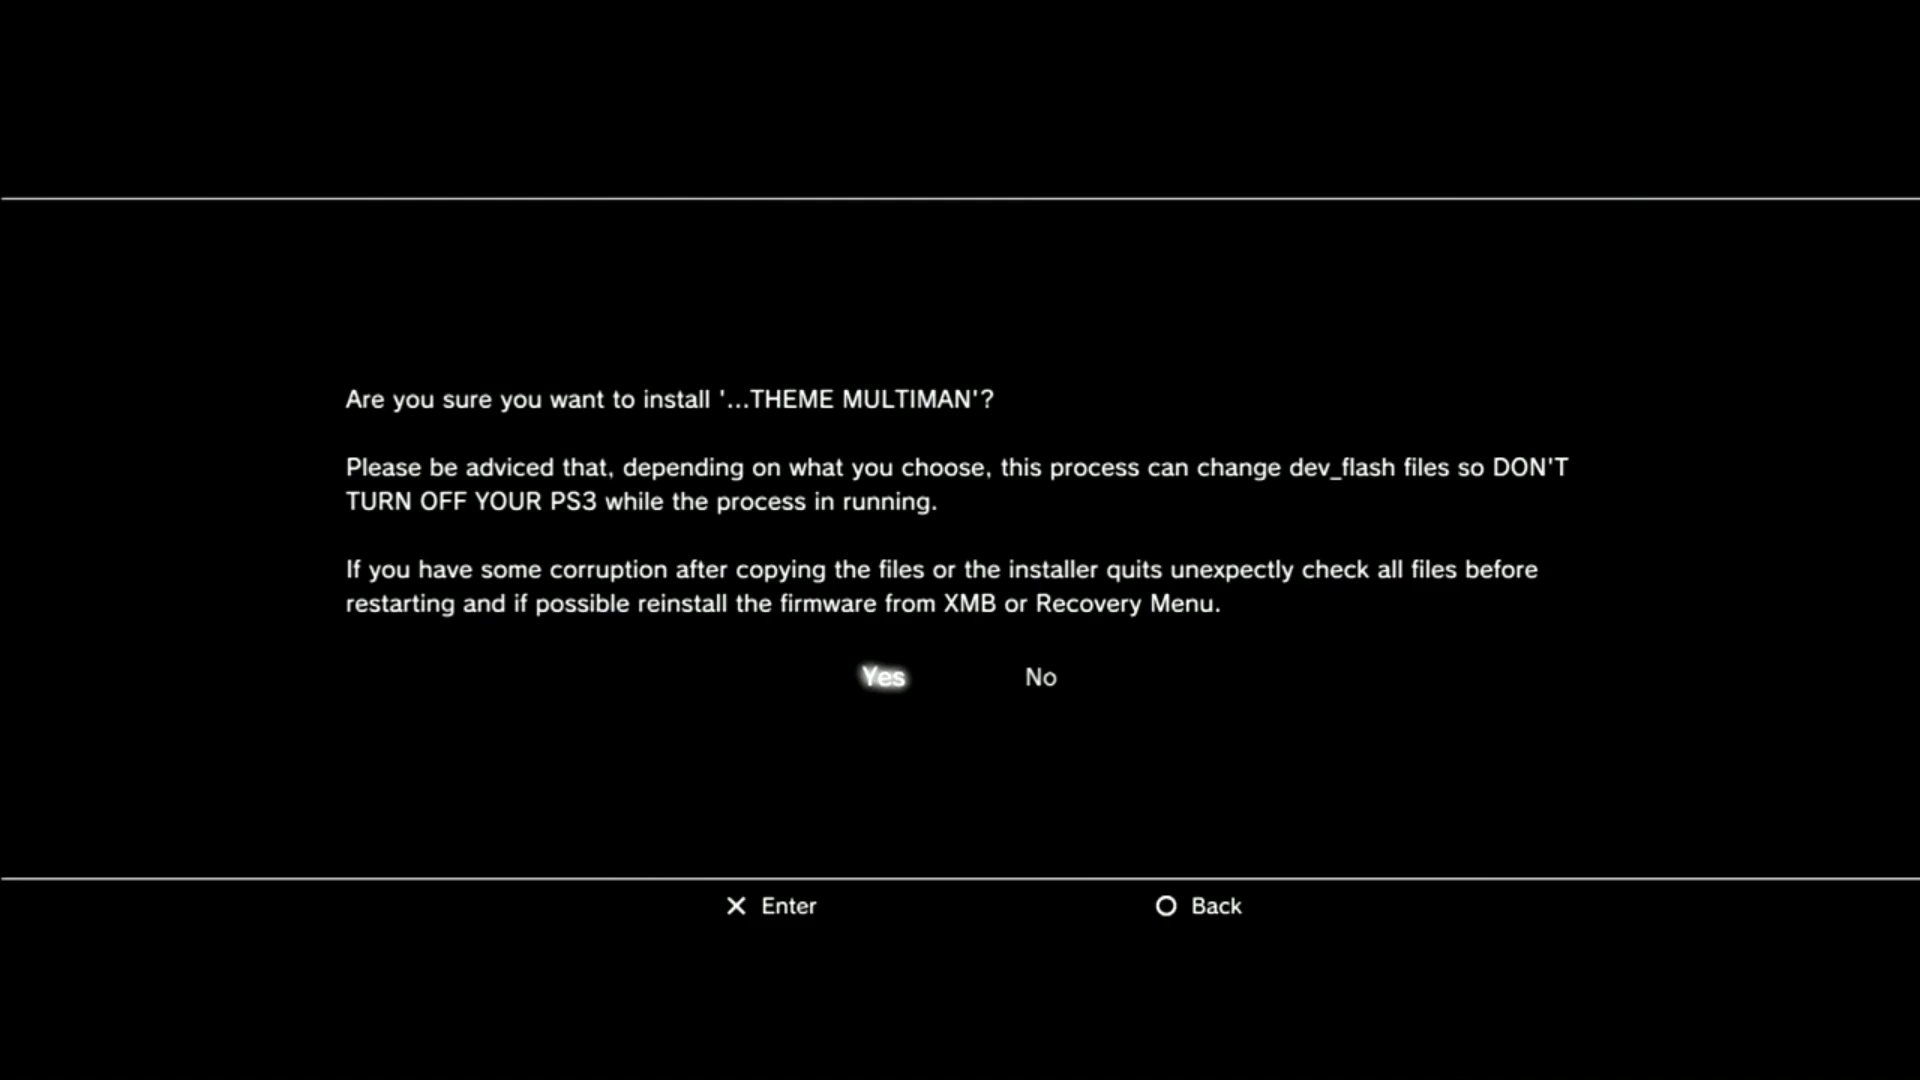 Are you sure you want to install '...THEME MULTIMAN'?
Please be adviced that, depending on what you choose, this process can change dev_flash files so DON'T
TURN OFF YOUR PS3 while the process in running.
If you have some corruption after copying the files or the installer quits unexpectly check all files before
restarting and if possible reinstall the firmware from XMB or Recovery Menu.
Yes No
Enter Back